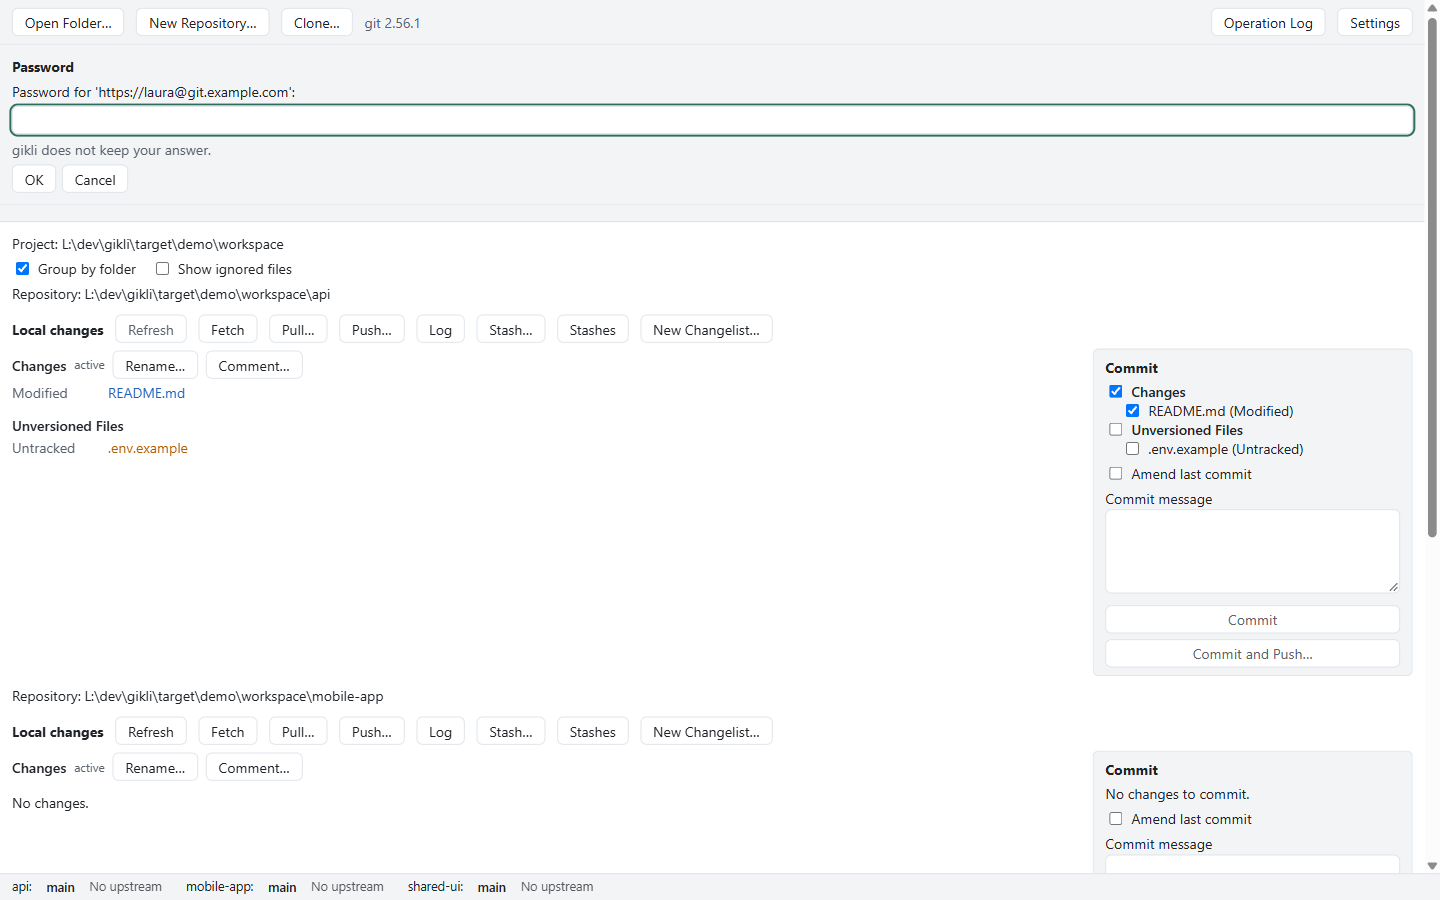 Open Folder... New Repository... Clone... git 2.56.1 Operation Log Settings
Password
Password for 'https://laura@git.example.com':
gikli does not keep your answer.
OK Cancel
Project: L:\dev\gikli\target\demo\workspace
Group by folder Show ignored files
Repository: L:\dev\gikli\target\demo\workspace\api
Local changes Refresh Fetch Pull... Push... Log Stash... Stashes New Changelist...
Changes active Rename... Comment...
Modified README.md
Unversioned Files
Untracked .env.example
Commit
Changes
README.md (Modified)
Unversioned Files
.env.example (Untracked)
Amend last commit
Commit message
Commit
Commit and Push...
Repository: L:\dev\gikli\target\demo\workspace\mobile-app
Local changes Refresh Fetch Pull... Push... Log Stash... Stashes New Changelist...
Changes active Rename... Comment...
No changes.
Commit
No changes to commit.
Amend last commit
Commit message
api: main No upstream mobile-app: main No upstream shared-ui: main No upstream